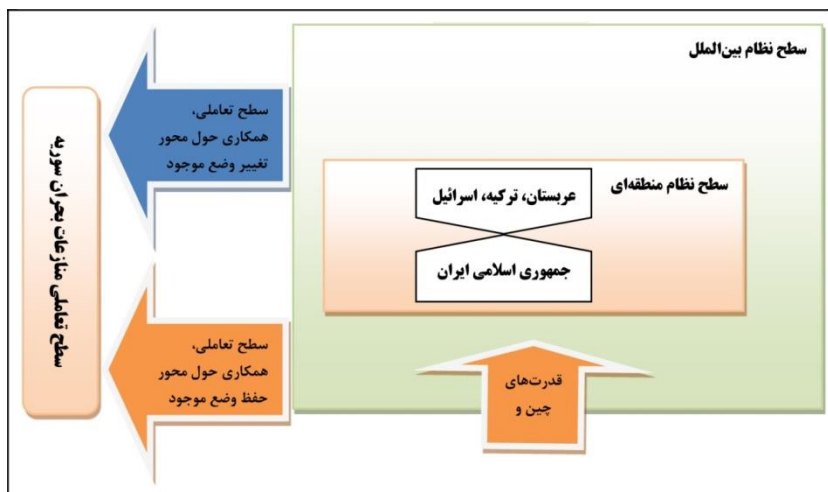 سطح نظام بین‌الملل
سطح نظام منطقه‌ای
عربستان، ترکیه، اسرائیل
جمهوری اسلامی ایران
قدرت‌های
چین و
سطح تعاملی،
همکاری حول محور
تغییر وضع موجود
سطح تعاملی،
همکاری حول محور
حفظ وضع موجود
سطح تعاملی منازعات بحران سوریه